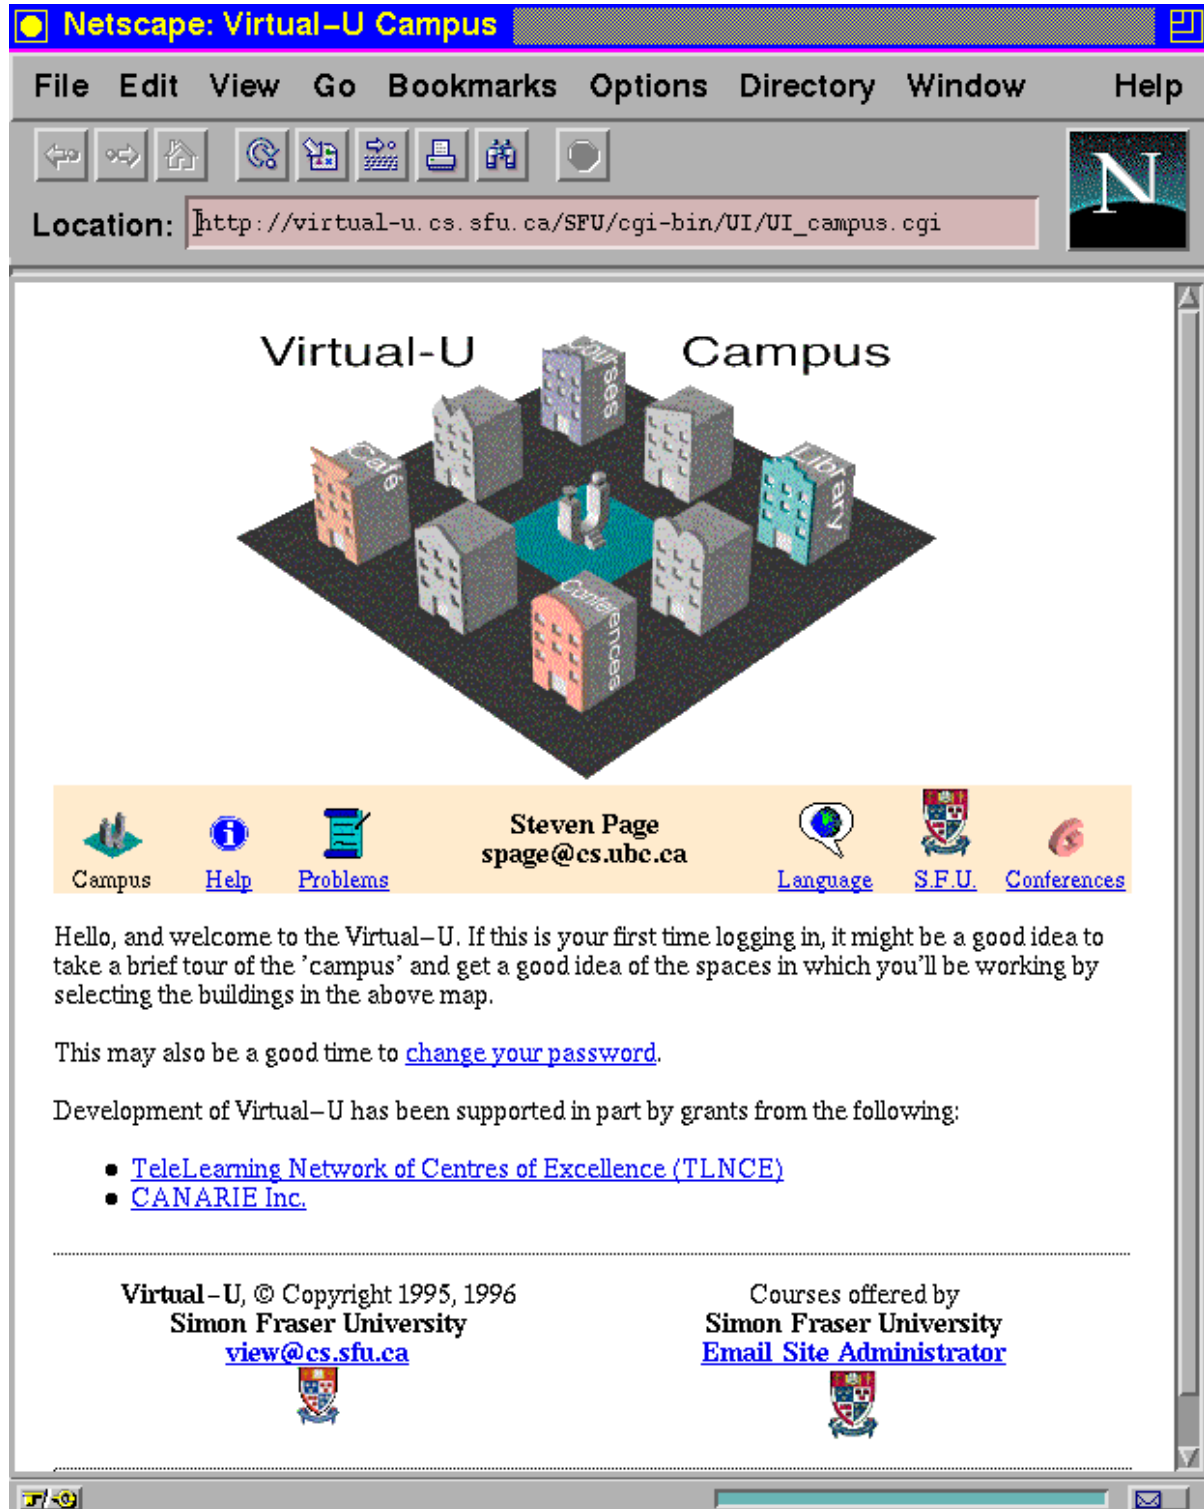 Netscape: Virtual-U Campus
File Edit View Go Bookmarks Options Directory Window Help
N
Location: http://virtual-u.cs.sfu.ca/SFU/cgi-bin/UI/UI_campus.cgi
Virtual-U Campus
Courses
Café
Library
Conferences
Steven Page
spage@cs.ubc.ca
Campus Help Problems Language S.F.U. Conferences
Hello, and welcome to the Virtual-U. If this is your first time logging in, it might be a good idea to
take a brief tour of the 'campus' and get a good idea of the spaces in which you'll be working by
selecting the buildings in the above map.
This may also be a good time to change your password.
Development of Virtual-U has been supported in part by grants from the following:
• TeleLearning Network of Centres of Excellence (TLNCE)
• CANARIE Inc.
Virtual-U, © Copyright 1995, 1996
Simon Fraser University
view@cs.sfu.ca
Courses offered by
Simon Fraser University
Email Site Administrator